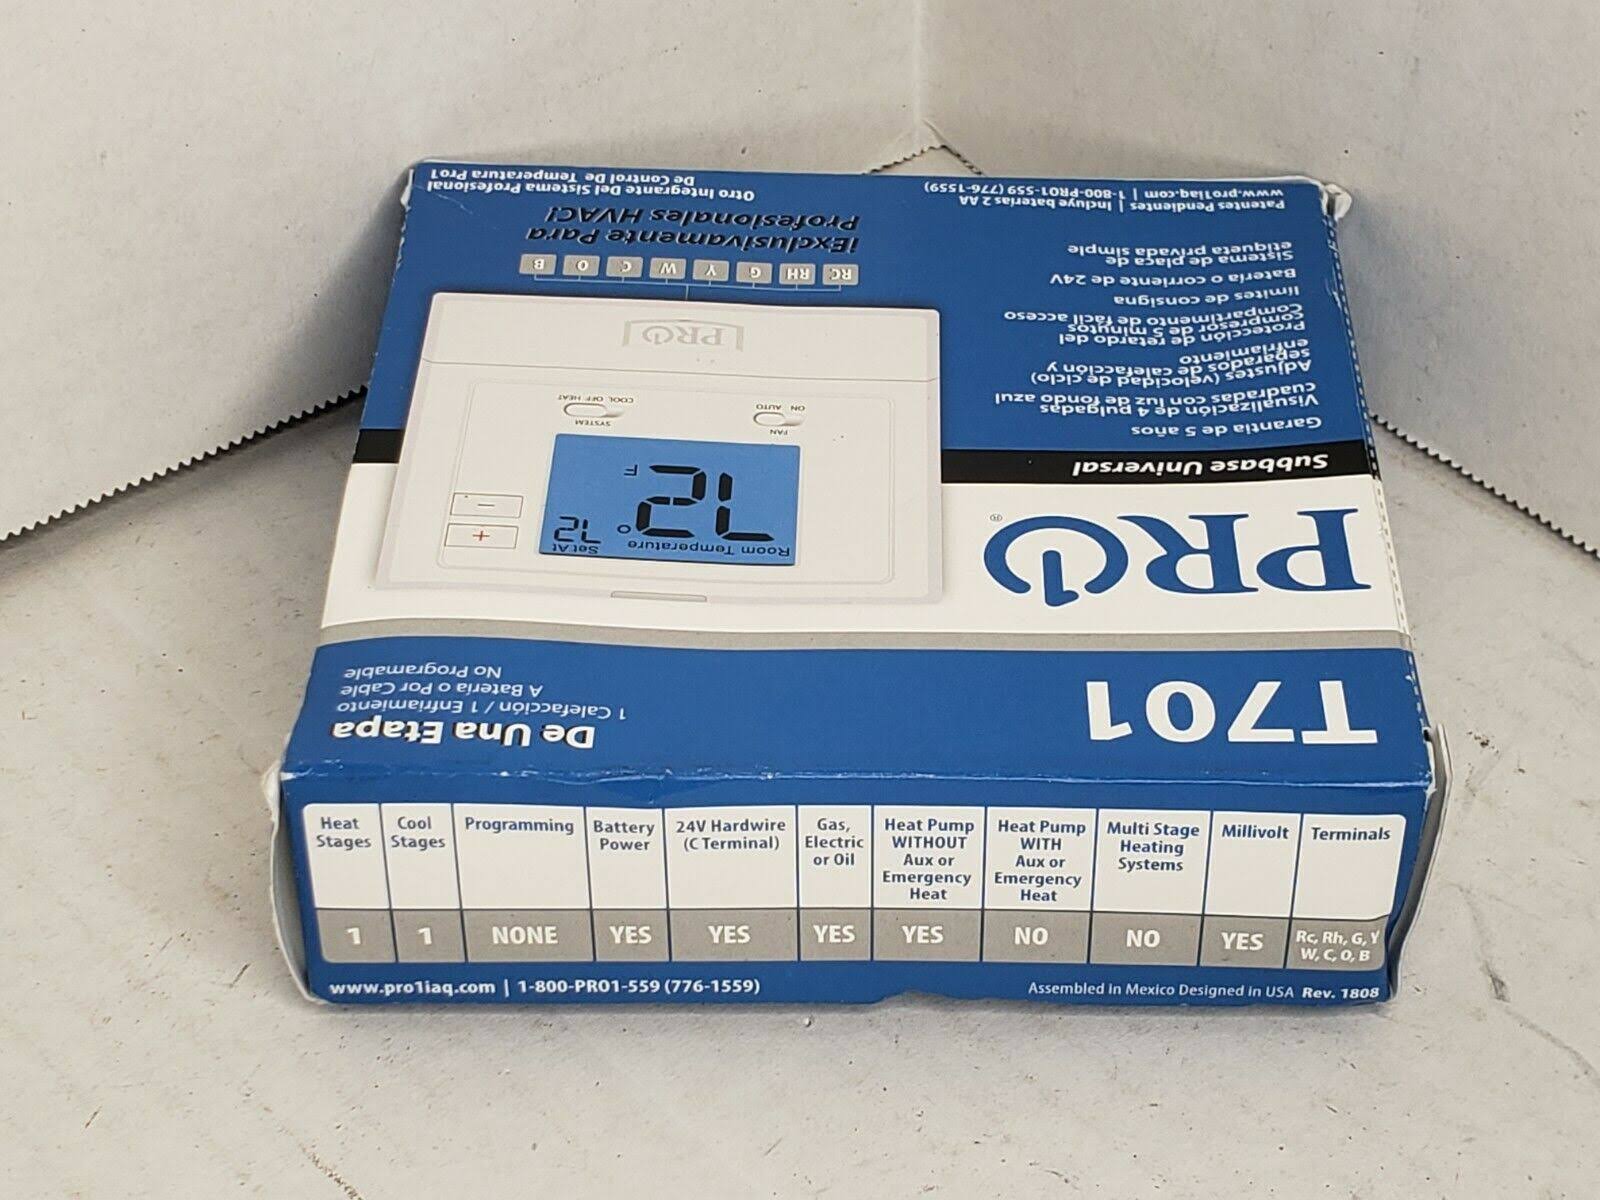 T701
De Una Etapa
1 Calefacción / 1 Enfriamiento
A Batería o Por Cable
No Programable
PRO1®
Subbase Universal
Garantia de 5 años
Visualización de 4 pulgadas
cuadradas con luz de fondo azul
Adjustes (velocidad de ciclo)
separados de calefacción y
enfriamiento
Protección de retardo del
compresor de 5 minutos
Compartimento de fácil acceso
límites de consigna
Batería o corriente de 24V
Sistema de placa de
etiqueta privada simple
Patentes Pendientes | Incluye baterias 2 AA
www.pro1iaq.com | 1-800-PRO1-559 (776-1559)
Room Temperature
Set At
72° F
72
+
−
FAN
ON AUTO
SYSTEM
COOL OFF HEAT
PRO1
RC RH G Y W C O B
¡Exclusivamente Para
Profesionales HVAC!
Otro Integrante Del Sistema Profesional
De Control De Temperatura Pro1
Heat Stages
Cool Stages
Programming
Battery Power
24V Hardwire (C Terminal)
Gas, Electric or Oil
Heat Pump WITHOUT Aux or Emergency Heat
Heat Pump WITH Aux or Emergency Heat
Multi Stage Heating Systems
Millivolt
Terminals
1 1 NONE YES YES YES YES NO NO YES Rc, Rh, G, Y
W, C, O, B
www.pro1iaq.com | 1-800-PRO1-559 (776-1559)
Assembled in Mexico Designed in USA Rev. 1808